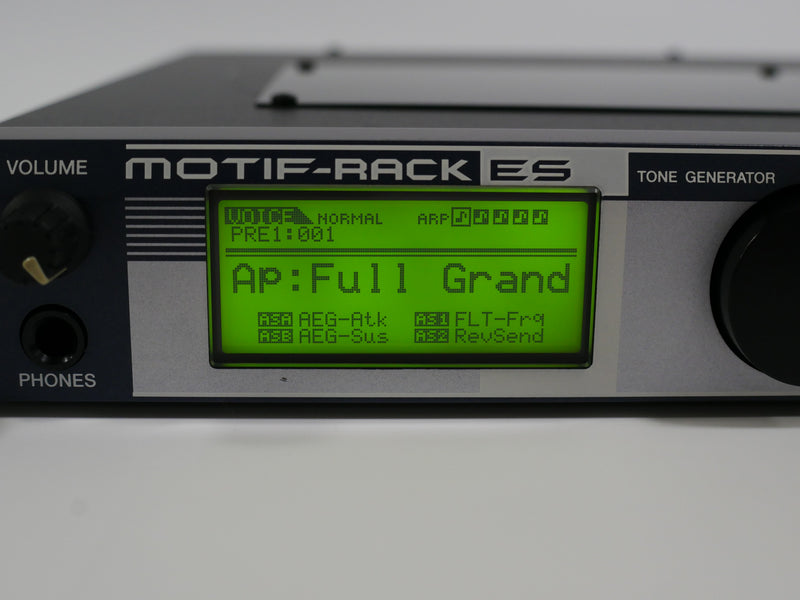 VOLUME
MOTIF-RACK ES
TONE GENERATOR
VOICE NORMAL ARP
PRE1:001
Ap:Full Grand
ASA AEG-Atk AS1 FLT-Frq
ASB AEG-Sus AS2 RevSend
PHONES